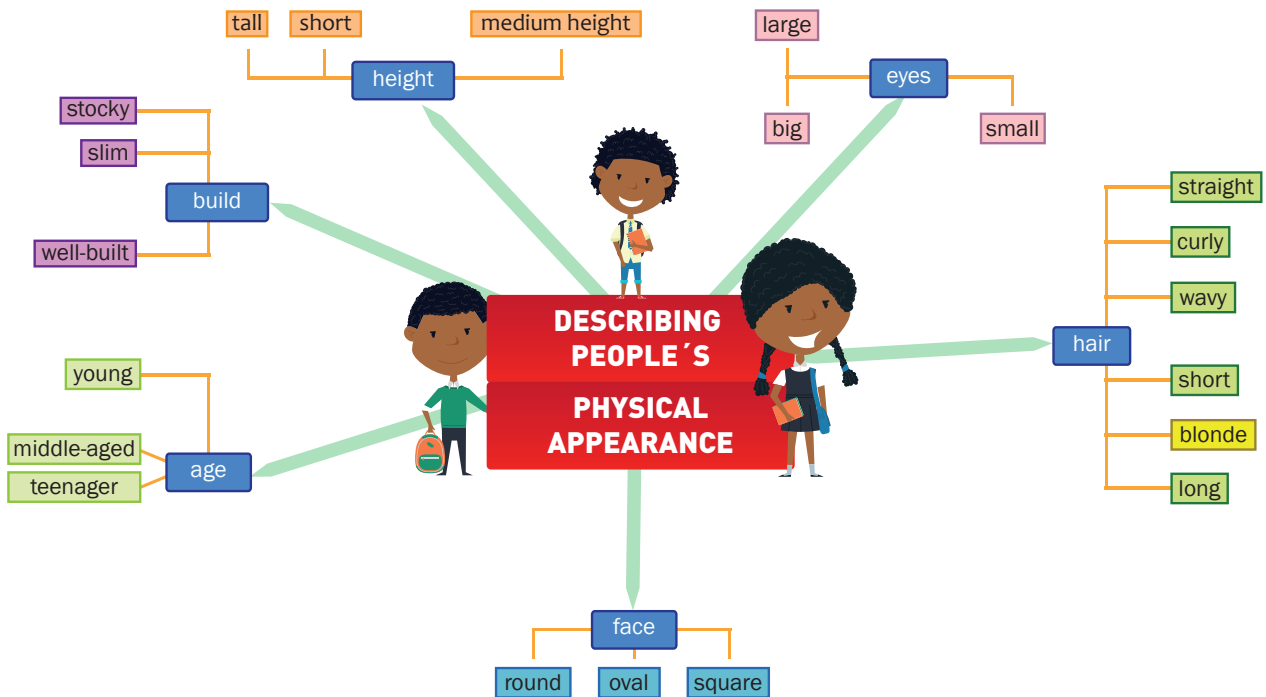 tall
short
medium height
height
large
eyes
big
small
stocky
slim
build
well-built
straight
curly
wavy
hair
short
blonde
long
DESCRIBING
PEOPLE´S
PHYSICAL
APPEARANCE
young
middle-aged
age
teenager
face
round
oval
square